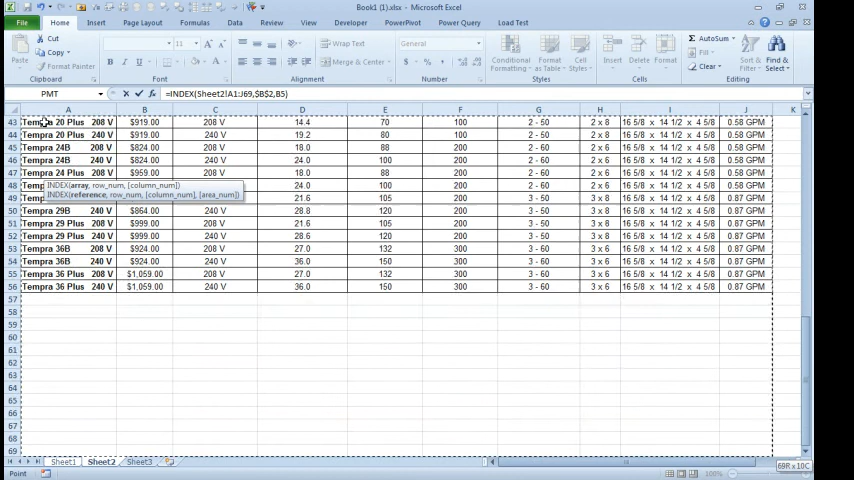 Book1 (1).xlsx - Microsoft Excel
File Home Insert Page Layout Formulas Data Review View Developer PowerPivot Power Query Load Test
Cut
Copy
Format Painter
Paste
Clipboard
11
B I U
Font
Wrap Text
Merge & Center
Alignment
General
$ % ,
Number
Conditional Formatting
Format as Table
Cell Styles
Styles
Insert Delete Format
Cells
AutoSum
Fill
Clear
Sort & Filter
Find & Select
Editing
PMT =INDEX(Sheet2!A1:J69,$B$2,B5)
A B C D E F G H I J K
43 Tempra 20 Plus 208 V $919.00 208 V 14.4 70 100 2 - 50 2 x 8 16 5/8 x 14 1/2 x 4 5/8 0.58 GPM
44 Tempra 20 Plus 240 V $919.00 240 V 19.2 80 100 2 - 50 2 x 8 16 5/8 x 14 1/2 x 4 5/8 0.58 GPM
45 Tempra 24B 208 V $824.00 208 V 18.0 88 200 2 - 50 2 x 8 16 5/8 x 14 1/2 x 4 5/8 0.58 GPM
46 Tempra 24B 240 V $824.00 240 V 24.0 100 200 2 - 50 2 x 8 16 5/8 x 14 1/2 x 4 5/8 0.58 GPM
47 Tempra 24 Plus 208 V $959.00 208 V 18.0 88 200 2 - 50 2 x 8 16 5/8 x 14 1/2 x 4 5/8 0.58 GPM
INDEX(array, row_num, [column_num])
48 Temp 24.0 100 200 2 - 50 2 x 8 16 5/8 x 14 1/2 x 4 5/8 0.58 GPM
INDEX(reference, row_num, [column_num], [area_num])
49 Temp 21.6 105 200 3 - 50 3 x 8 16 5/8 x 14 1/2 x 4 5/8 0.87 GPM
50 Tempra 29B 240 V $864.00 240 V 28.8 120 200 3 - 50 3 x 8 16 5/8 x 14 1/2 x 4 5/8 0.87 GPM
51 Tempra 29 Plus 208 V $999.00 208 V 21.6 105 200 3 - 50 3 x 8 16 5/8 x 14 1/2 x 4 5/8 0.87 GPM
52 Tempra 29 Plus 240 V $999.00 240 V 28.6 120 200 3 - 50 3 x 8 16 5/8 x 14 1/2 x 4 5/8 0.87 GPM
53 Tempra 36B 208 V $924.00 208 V 27.0 132 300 3 - 60 3 x 6 16 5/8 x 14 1/2 x 4 5/8 0.87 GPM
54 Tempra 36B 240 V $924.00 240 V 36.0 150 300 3 - 60 3 x 6 16 5/8 x 14 1/2 x 4 5/8 0.87 GPM
55 Tempra 36 Plus 208 V $1,059.00 208 V 27.0 132 300 3 - 60 3 x 6 16 5/8 x 14 1/2 x 4 5/8 0.87 GPM
56 Tempra 36 Plus 240 V $1,059.00 240 V 36.0 150 300 3 - 60 3 x 6 16 5/8 x 14 1/2 x 4 5/8 0.87 GPM
57
58
59
60
61
62
63
64
65
66
67
68
69
Sheet1 Sheet2 Sheet3
69R x 10C
Point 100%